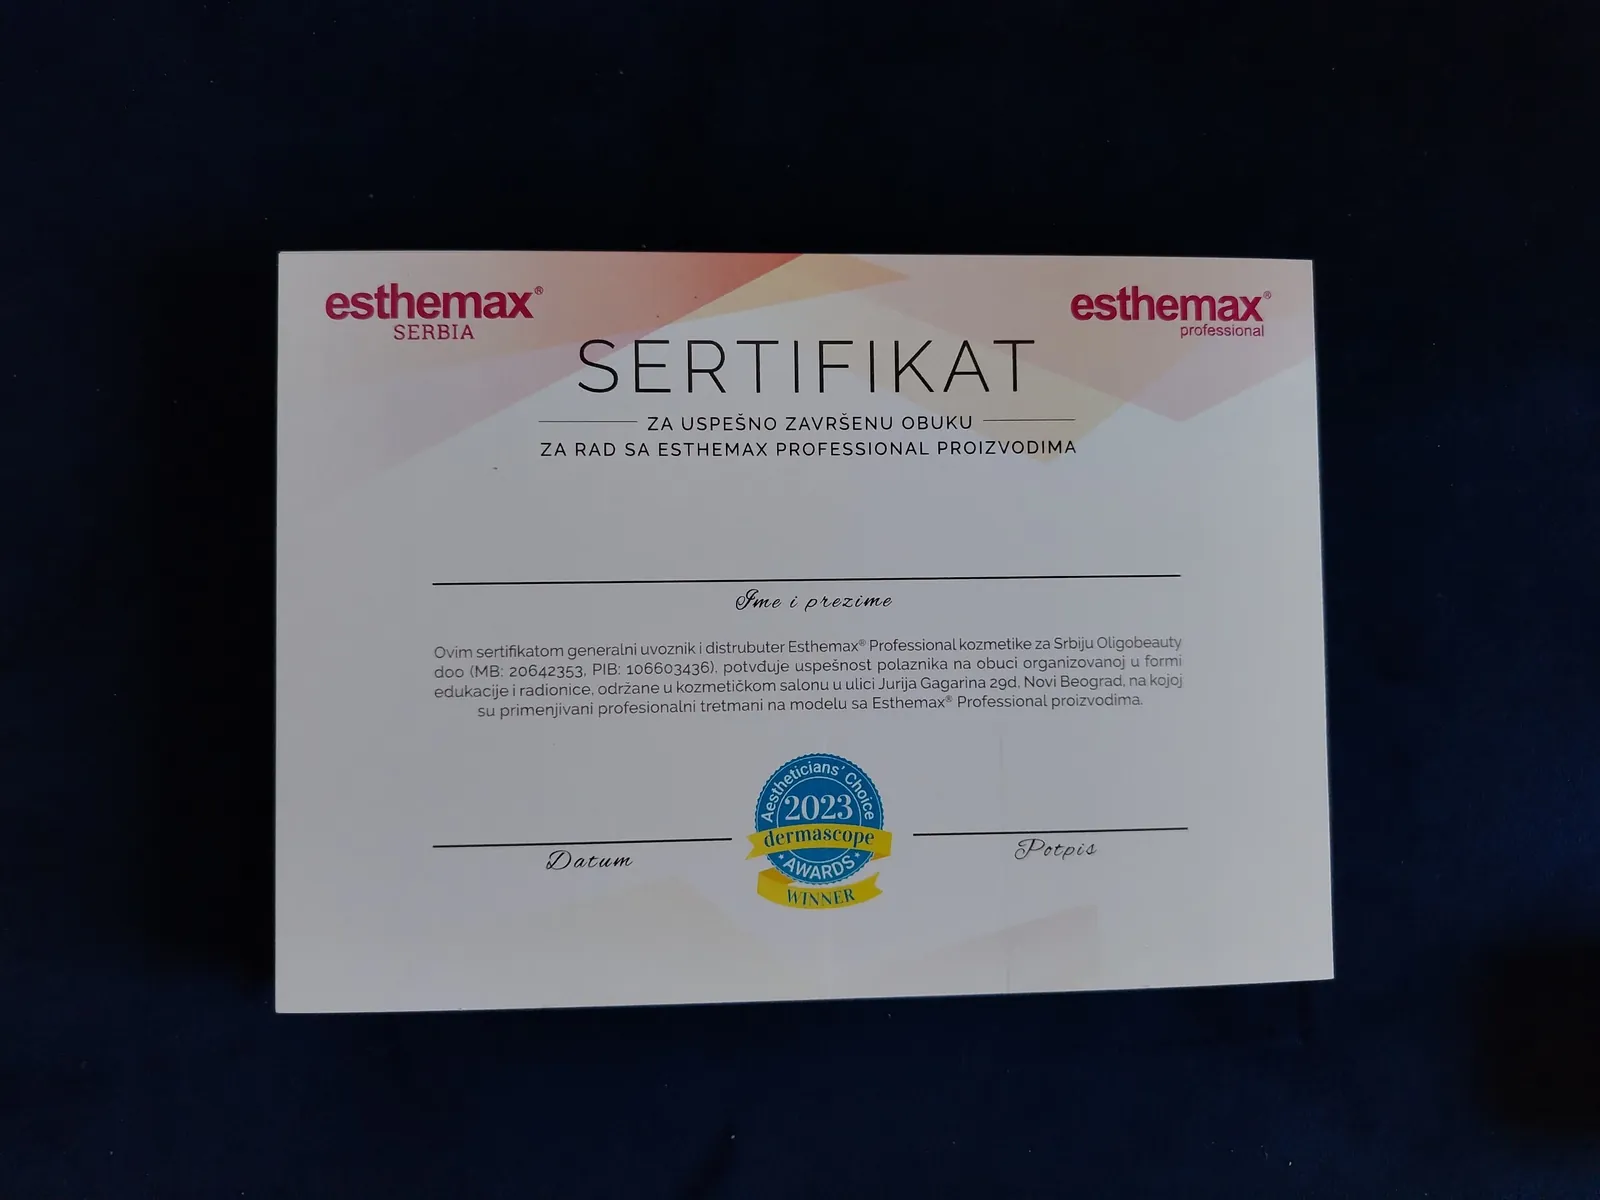 esthemax®
SERBIA
esthemax®
professional
SERTIFIKAT
ZA USPEŠNO ZAVRŠENU OBUKU
ZA RAD SA ESTHEMAX PROFESSIONAL PROIZVODIMA
Ime i prezime
Ovim sertifikatom generalni uvoznik i distrubuter Esthemax® Professional kozmetike za Srbiju Oligobeauty
doo (MB: 20642353, PIB: 106603436), potvđuje uspešnost polaznika na obuci organizovanoj u formi
edukacije i radionice, održane u kozmetičkom salonu u ulici Jurija Gagarina 29d, Novi Beograd, na kojoj
su primenjivani profesionalni tretmani na modelu sa Esthemax® Professional proizvodima.
Aestheticians' Choice
2023
dermascope
AWARDS
WINNER
Datum
Potpis